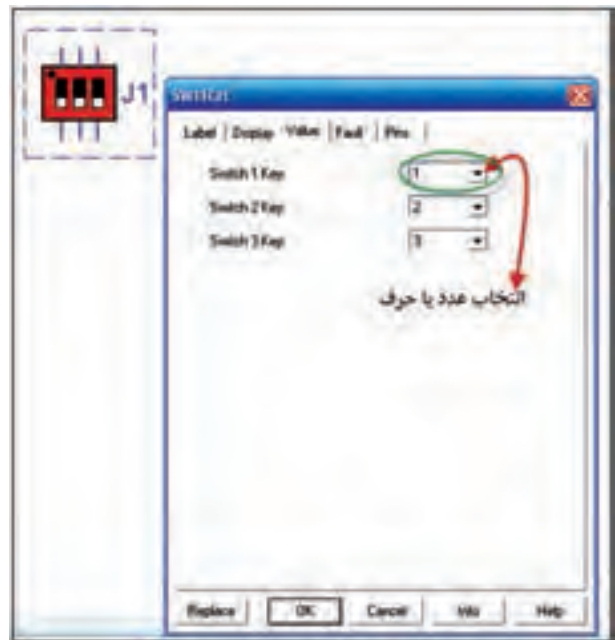 J1
Switches
Label Display Value Fault Pins
Switch 1 Key 1
Switch 2 Key 2
Switch 3 Key 3
انتخاب عدد یا حرف
Replace OK Cancel Info Help